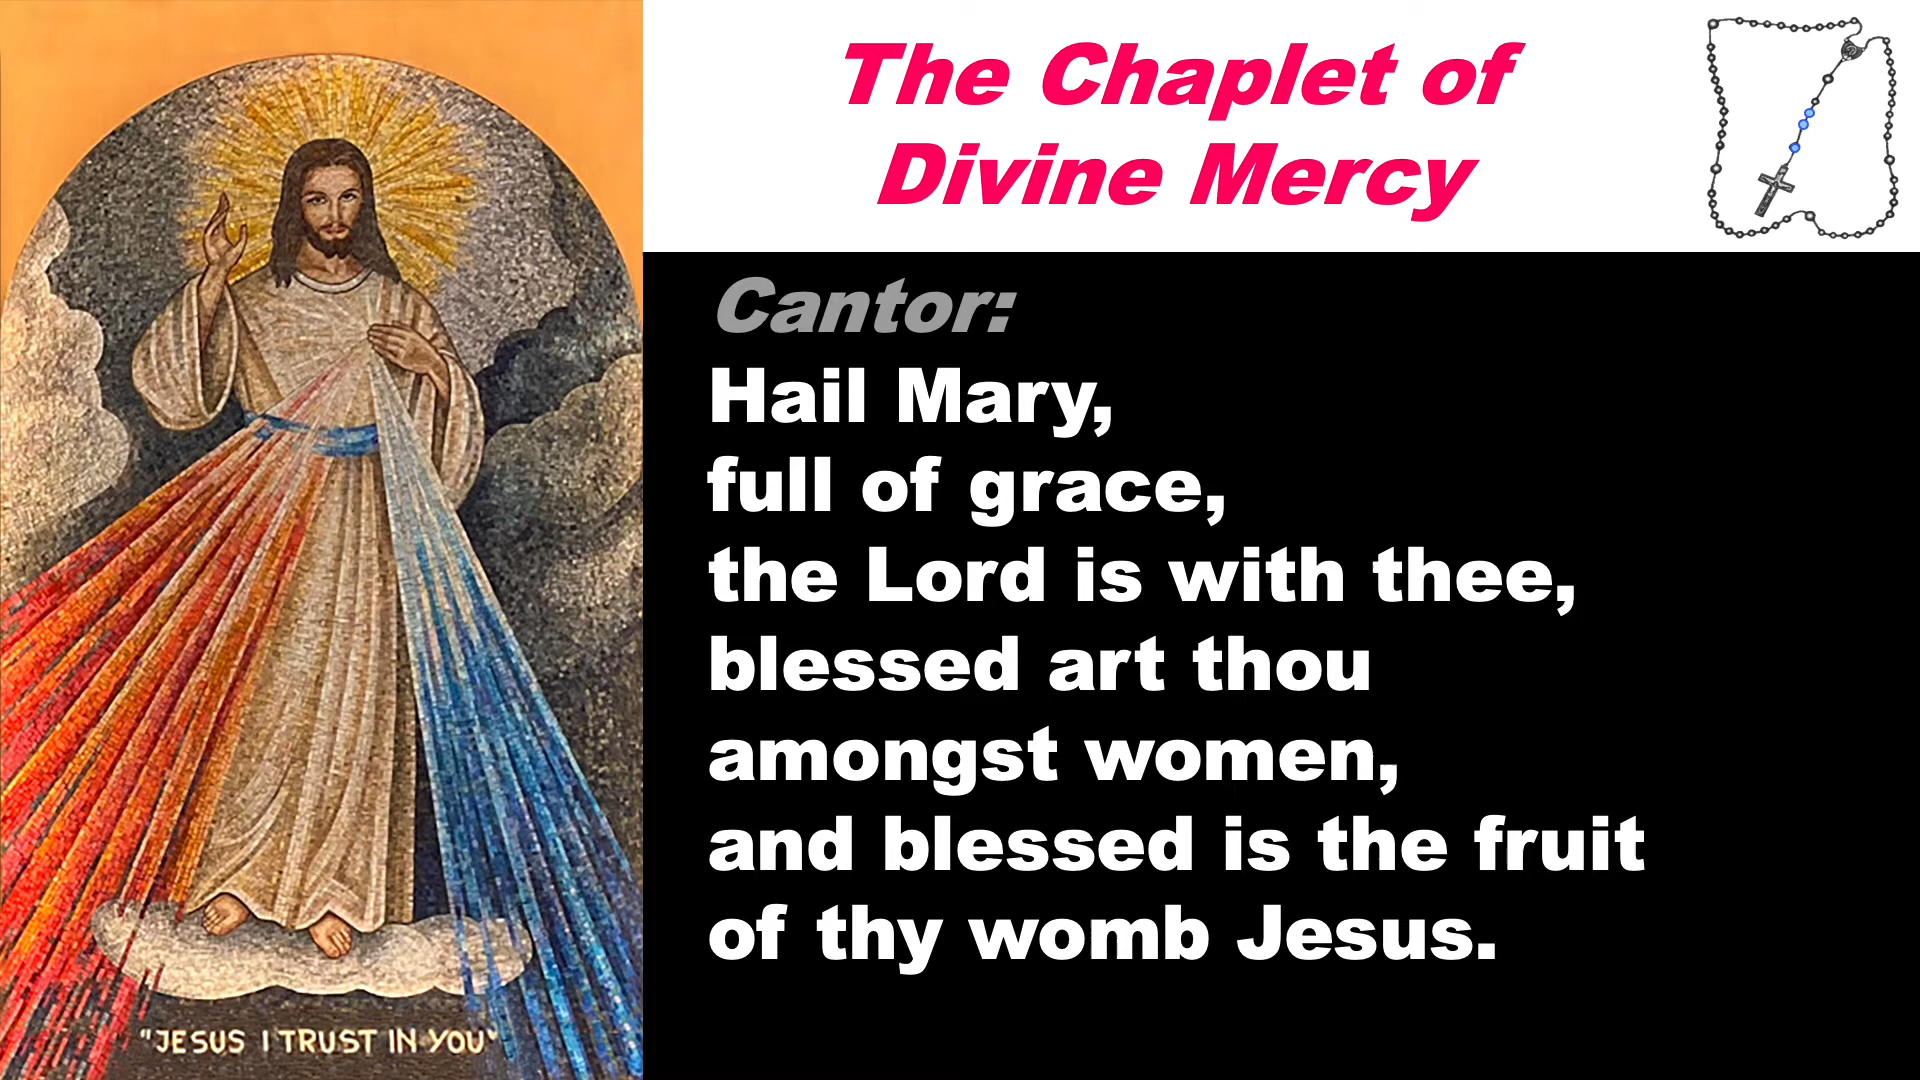 The Chaplet of
Divine Mercy
Cantor:
Hail Mary,
full of grace,
the Lord is with thee,
blessed art thou
amongst women,
and blessed is the fruit
of thy womb Jesus.
"JESUS I TRUST IN YOU"